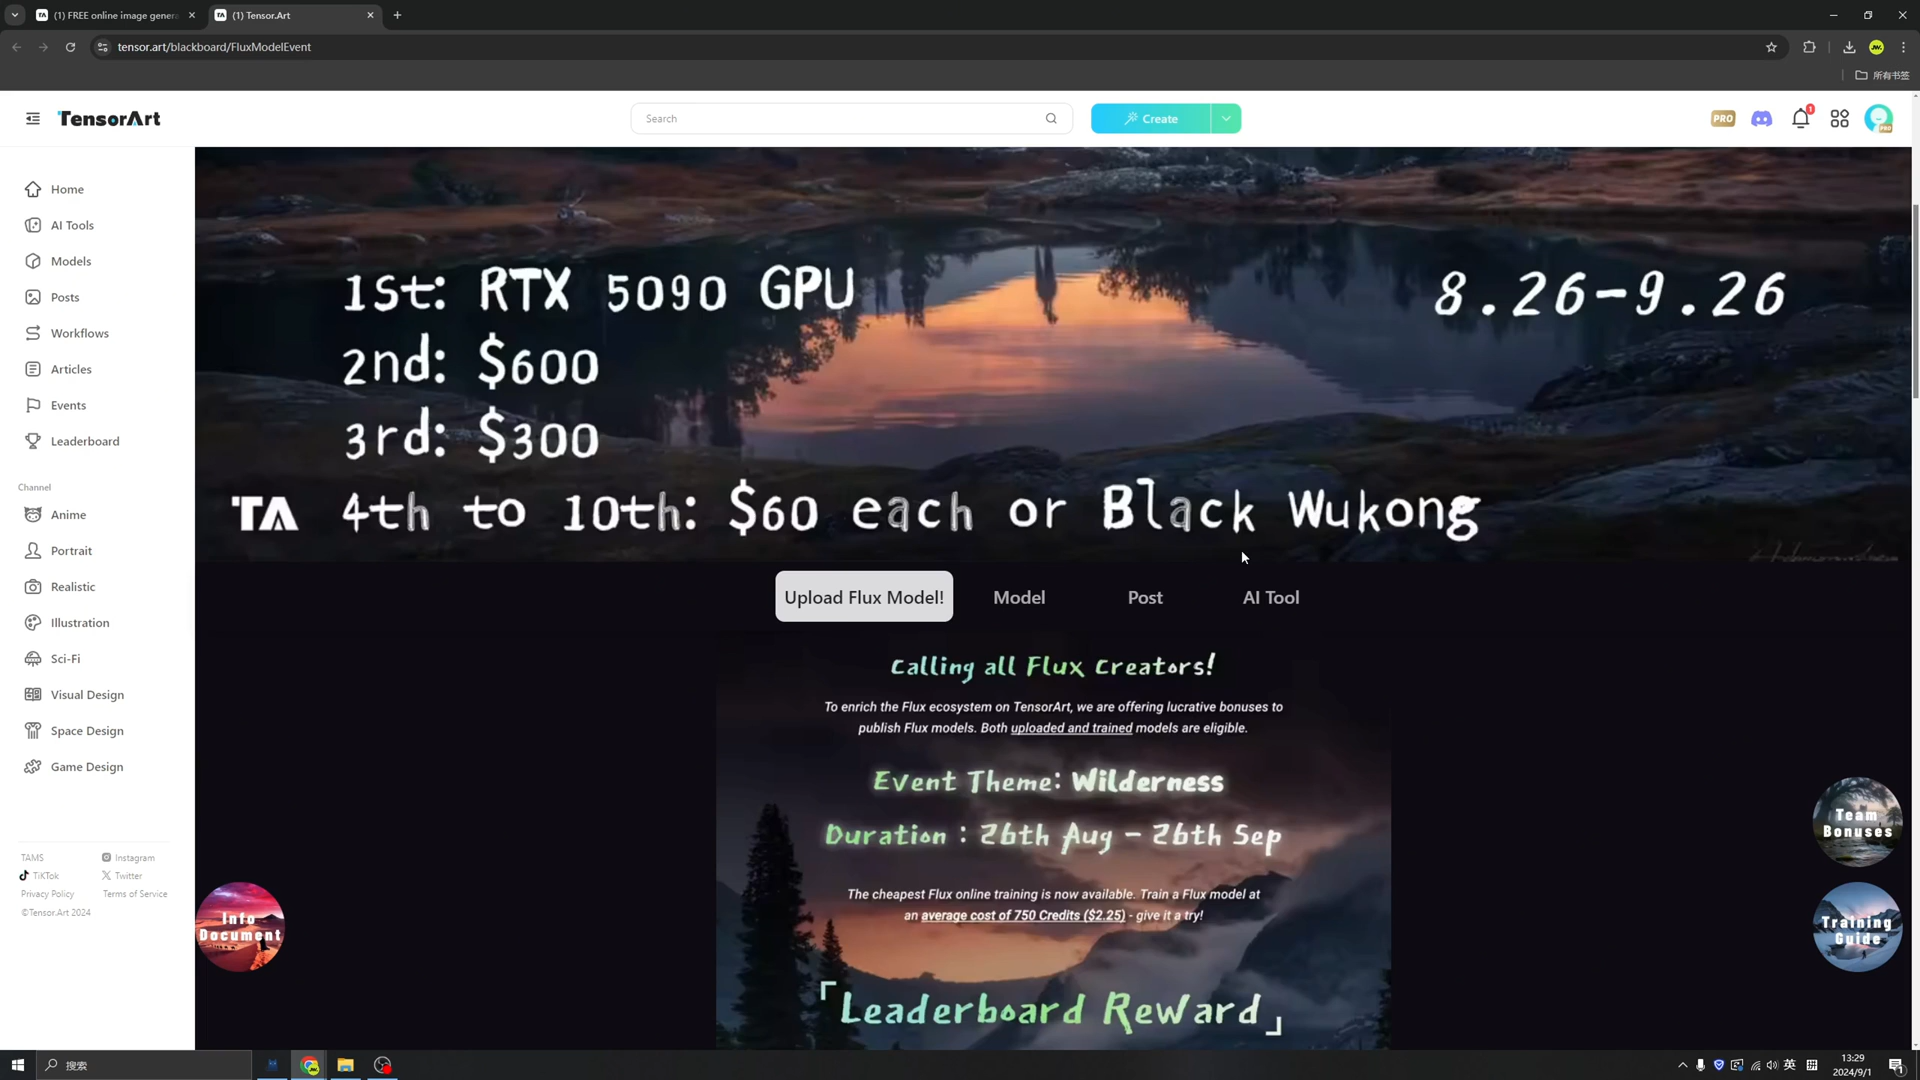 (1) FREE online image genera
(1) Tensor.Art
tensor.art/blackboard/FluxModelEvent
所有书签
TensorArt
Search
Create
PRO
1
PRO
Home
AI Tools
Models
Posts
Workflows
Articles
Events
Leaderboard
Channel
Anime
Portrait
Realistic
Illustration
Sci-Fi
Visual Design
Space Design
Game Design
TAMS
Instagram
TiKTok
Twitter
Privacy Policy
Terms of Service
©Tensor.Art 2024
1st: RTX 5090 GPU
8.26-9.26
2nd: $600
3rd: $300
TA 4th to 10th: $60 each or Black Wukong
Upload Flux Model!
Model
Post
AI Tool
Calling all Flux Creators!
To enrich the Flux ecosystem on TensorArt, we are offering lucrative bonuses to
publish Flux models. Both uploaded and trained models are eligible.
Event Theme: Wilderness
Duration : 26th Aug - 26th Sep
The cheapest Flux online training is now available. Train a Flux model at
an average cost of 750 Credits ($2.25) - give it a try!
「Leaderboard Reward」
Team
Bonuses
Training
Guide
Info
Document
搜索
英
拼
13:29
2024/9/1
1